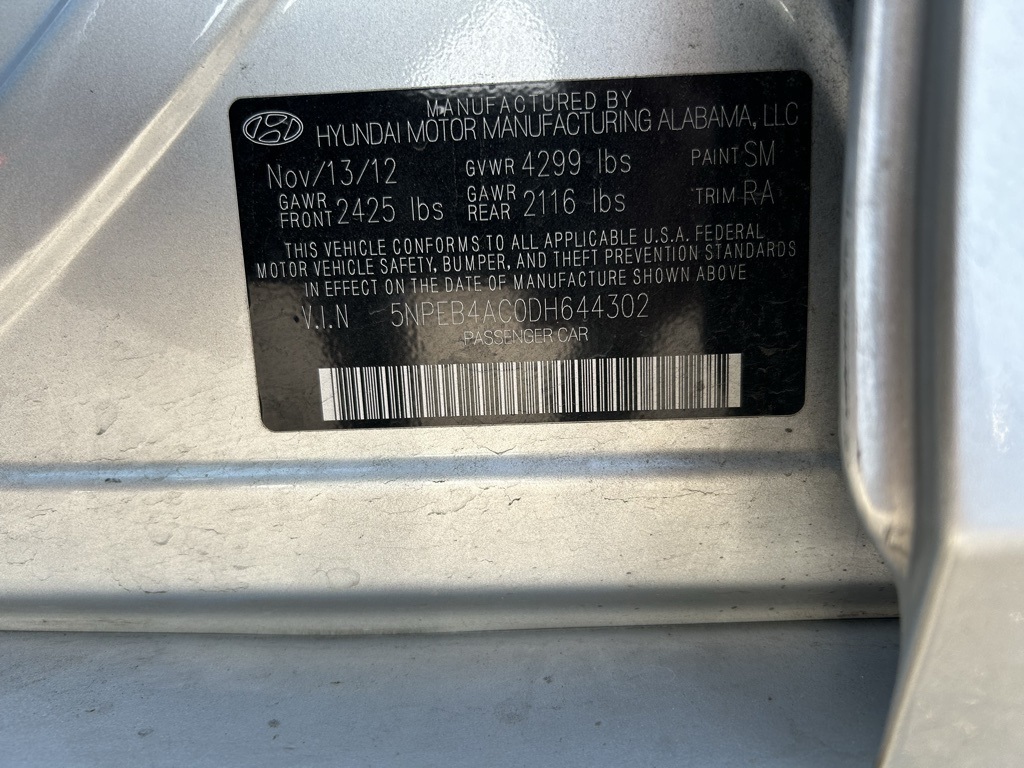 MANUFACTURED BY
HYUNDAI MOTOR MANUFACTURING ALABAMA, LLC
Nov/13/12 GVWR 4299 lbs PAINT SM
GAWR FRONT 2425 lbs GAWR REAR 2116 lbs TRIM RA
THIS VEHICLE CONFORMS TO ALL APPLICABLE U.S.A. FEDERAL
MOTOR VEHICLE SAFETY, BUMPER, AND THEFT PREVENTION STANDARDS
IN EFFECT ON THE DATE OF MANUFACTURE SHOWN ABOVE
V.I.N 5NPEB4AC0DH644302
PASSENGER CAR